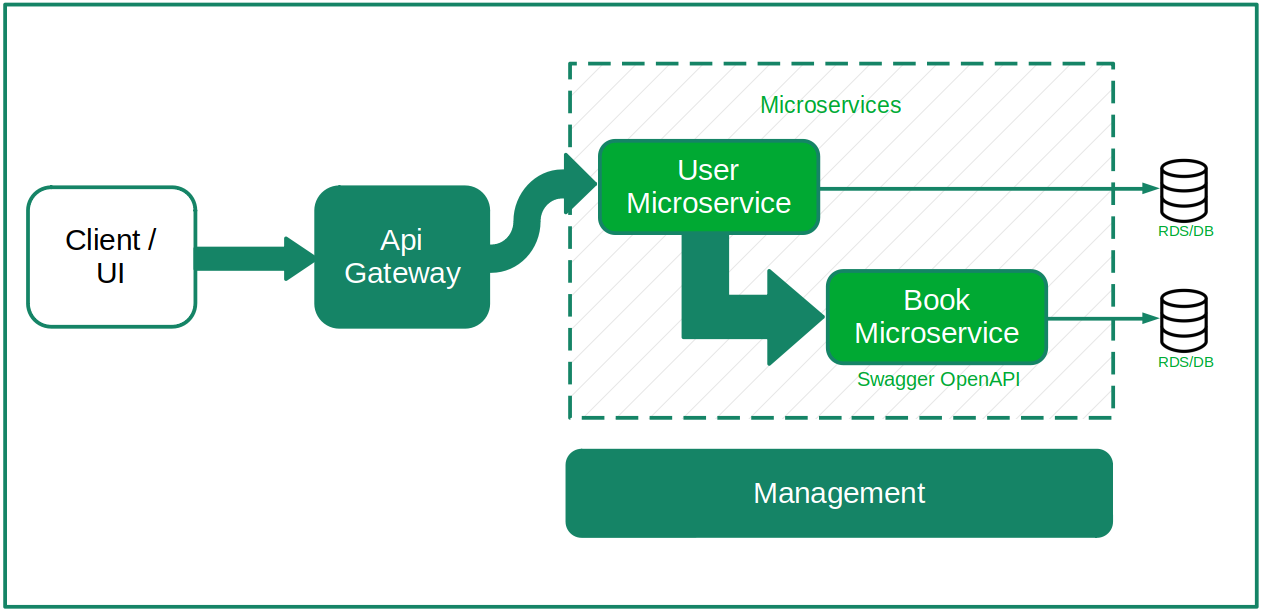 Microservices
Client /
UI
Api
Gateway
User
Microservice
RDS/DB
Book
Microservice
Swagger OpenAPI
RDS/DB
Management